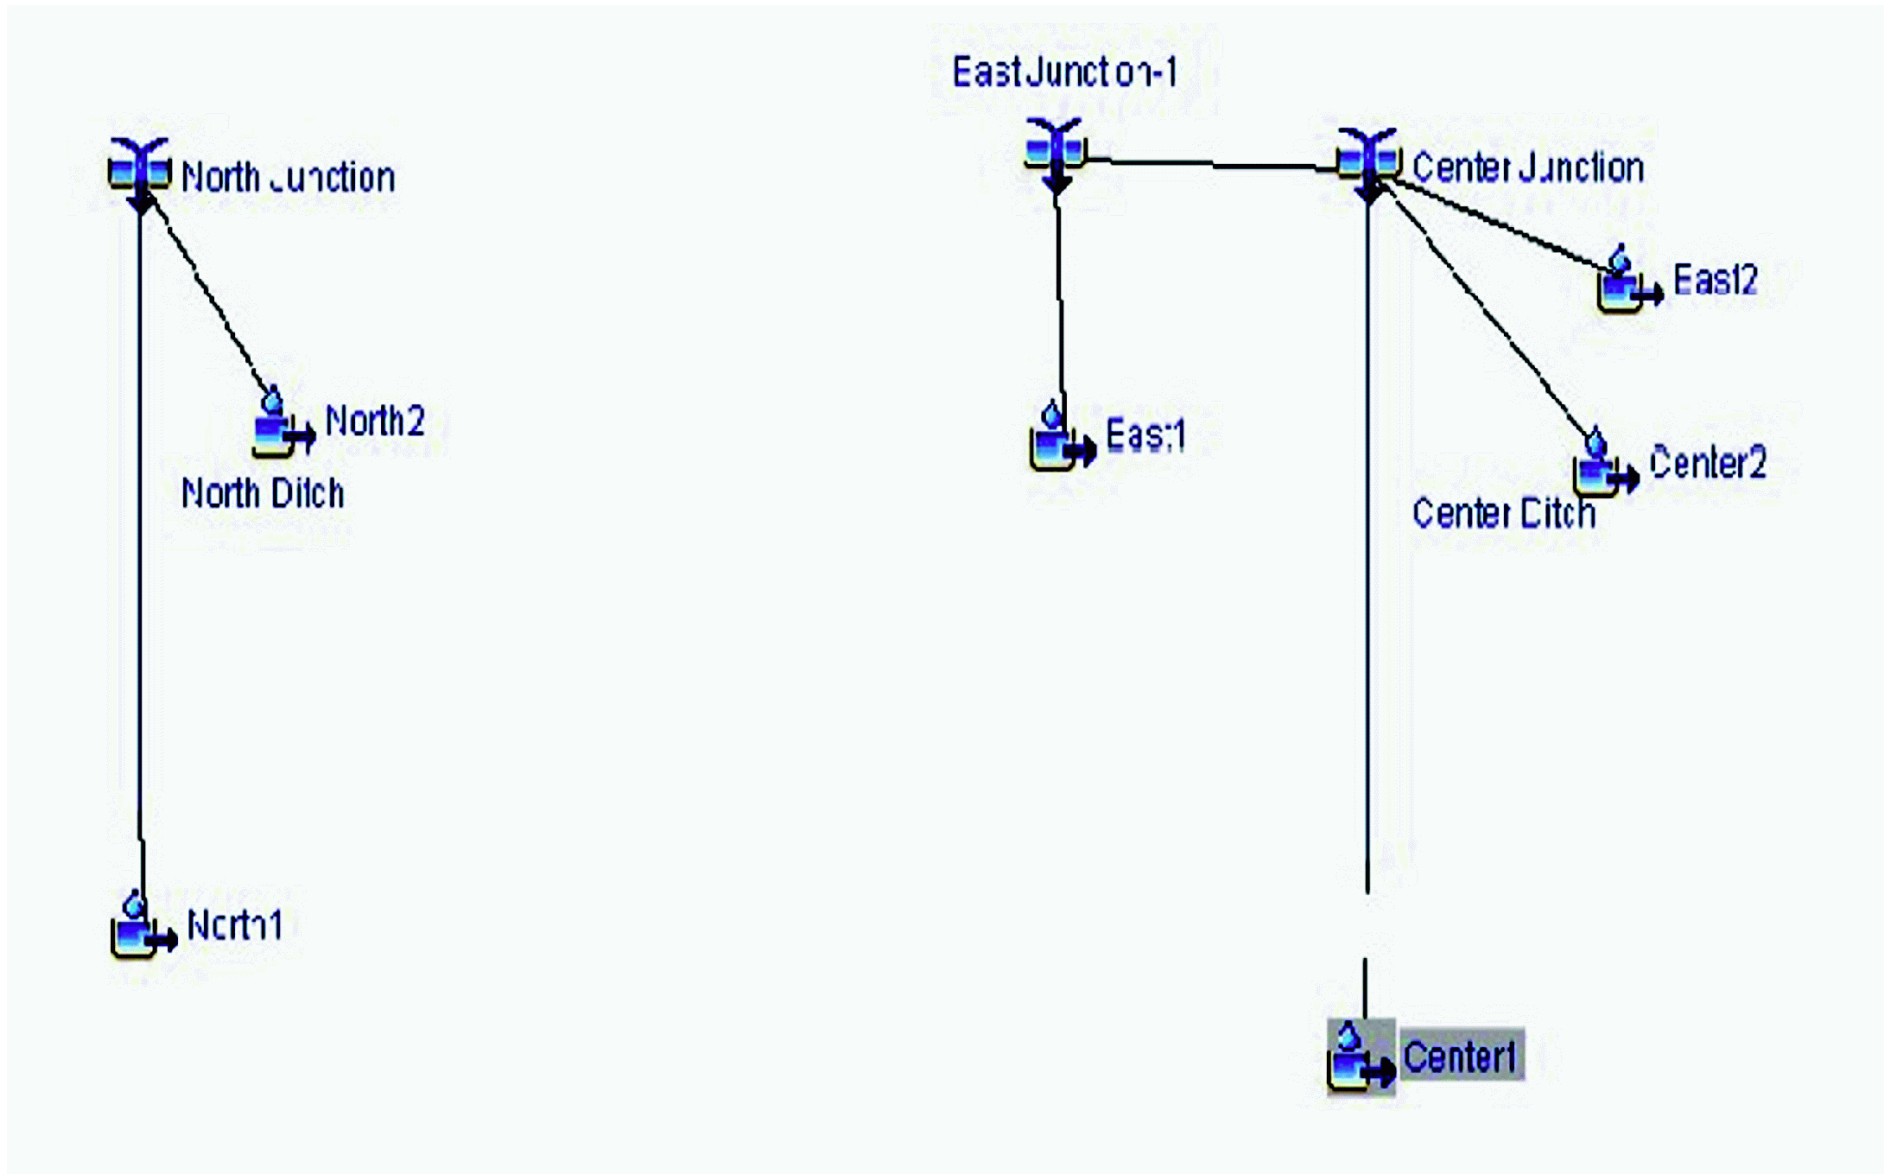 East Junction-1
North Junction
Center Junction
East2
North2
East1
Center2
North Ditch
Center Ditch
North1
Center1